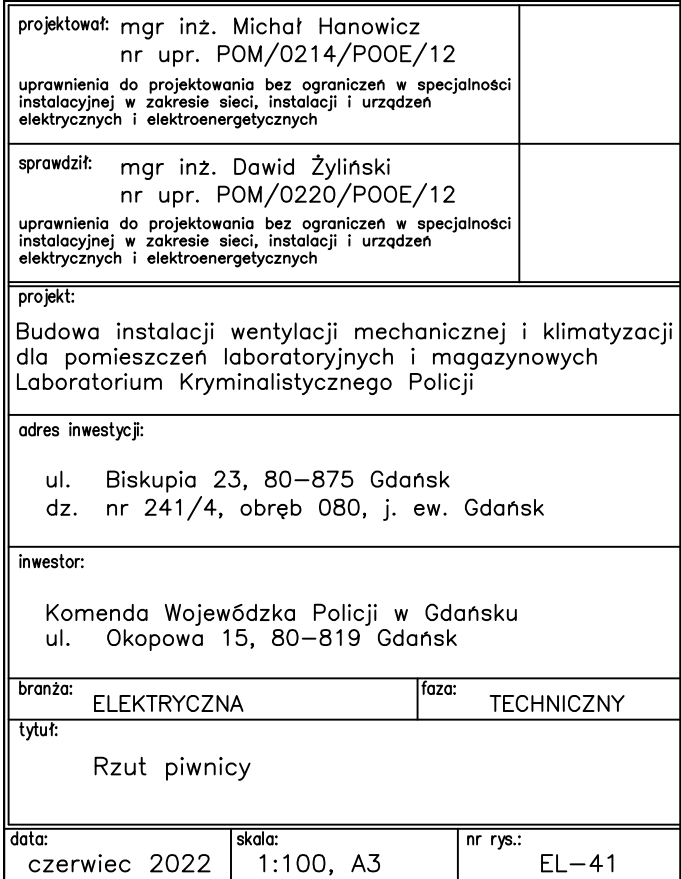 projektował: mgr inż. Michał Hanowicz
nr upr. POM/0214/POOE/12
uprawnienia do projektowania bez ograniczeń w specjalności
instalacyjnej w zakresie sieci, instalacji i urządzeń
elektrycznych i elektroenergetycznych
sprawdził: mgr inż. Dawid Żyliński
nr upr. POM/0220/POOE/12
uprawnienia do projektowania bez ograniczeń w specjalności
instalacyjnej w zakresie sieci, instalacji i urządzeń
elektrycznych i elektroenergetycznych
projekt:
Budowa instalacji wentylacji mechanicznej i klimatyzacji
dla pomieszczeń laboratoryjnych i magazynowych
Laboratorium Kryminalistycznego Policji
adres inwestycji:
ul. Biskupia 23, 80-875 Gdańsk
dz. nr 241/4, obręb 080, j. ew. Gdańsk
inwestor:
Komenda Wojewódzka Policji w Gdańsku
ul. Okopowa 15, 80-819 Gdańsk
branża: ELEKTRYCZNA faza: TECHNICZNY
tytuł:
Rzut piwnicy
data: skala: nr rys.:
czerwiec 2022 1:100, A3 EL-41